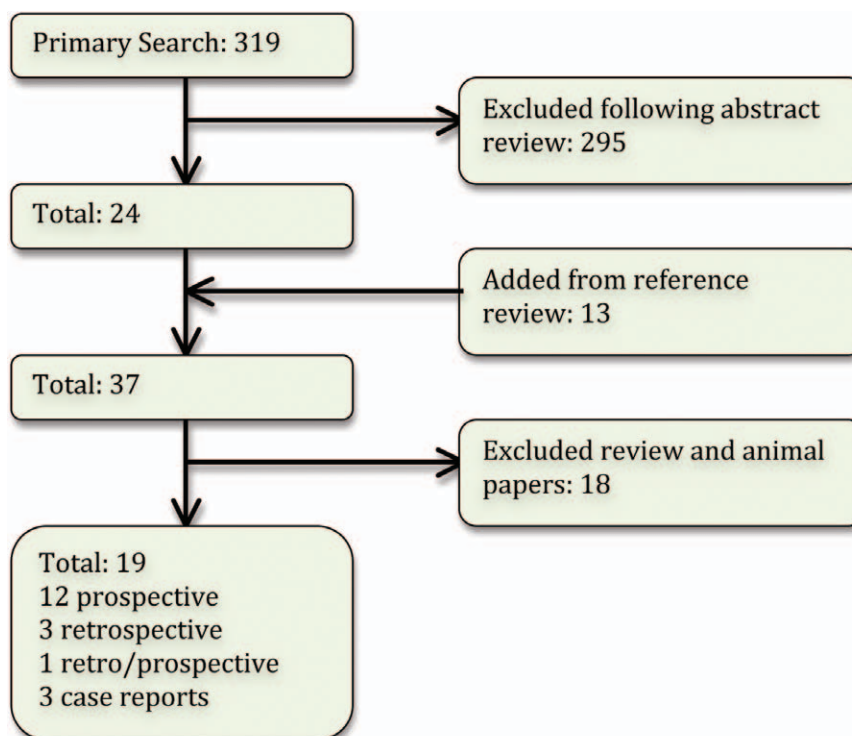 Primary Search: 319
Excluded following abstract
review: 295
Total: 24
Added from reference
review: 13
Total: 37
Excluded review and animal
papers: 18
Total: 19
12 prospective
3 retrospective
1 retro/prospective
3 case reports